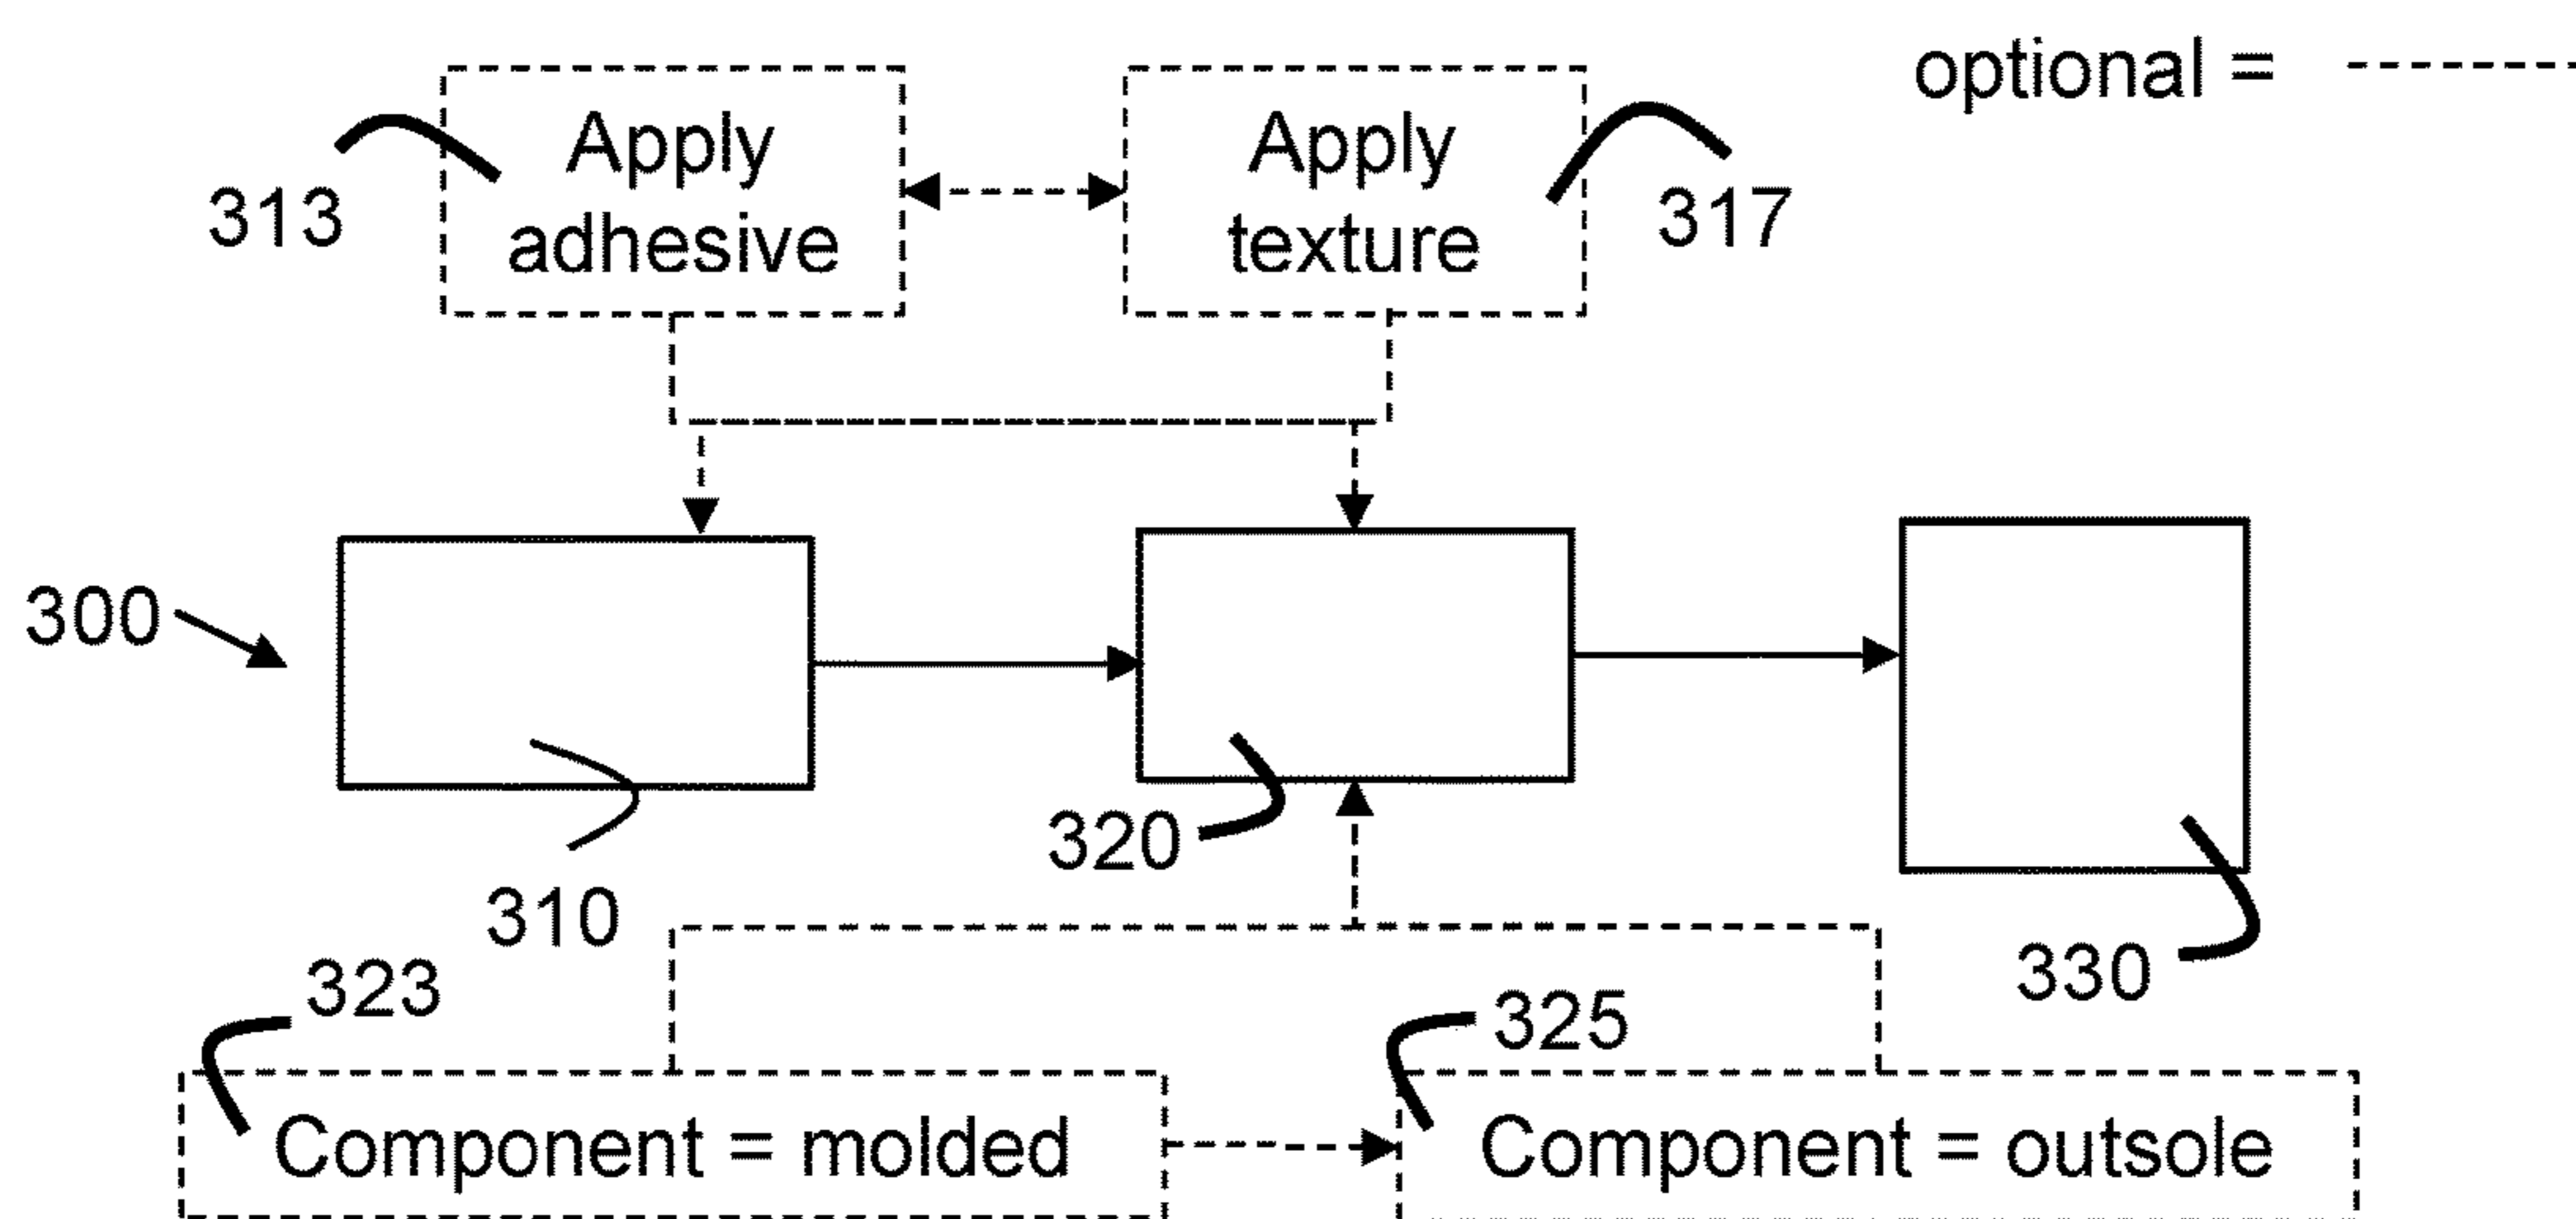 optional =
Apply
adhesive
Apply
texture
313
317
300
310
320
330
323
325
Component = molded
Component = outsole